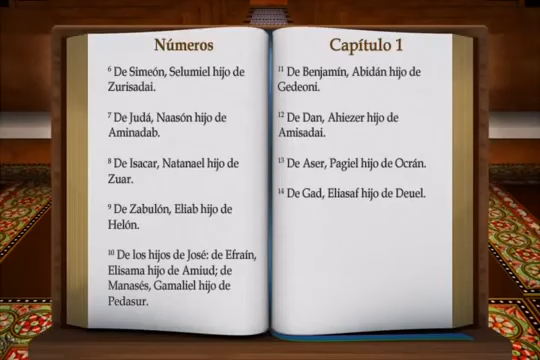 Números
⁶ De Simeón, Selumiel hijo de
Zurisadai.
⁷ De Judá, Naasón hijo de
Aminadab.
⁸ De Isacar, Natanael hijo de
Zuar.
⁹ De Zabulón, Eliab hijo de
Helón.
¹⁰ De los hijos de José: de Efraín,
Elisama hijo de Amiud; de
Manasés, Gamaliel hijo de
Pedasur.
Capítulo 1
¹¹ De Benjamín, Abidán hijo de
Gedeoni.
¹² De Dan, Ahiezer hijo de
Amisadai.
¹³ De Aser, Pagiel hijo de Ocrán.
¹⁴ De Gad, Eliasaf hijo de Deuel.